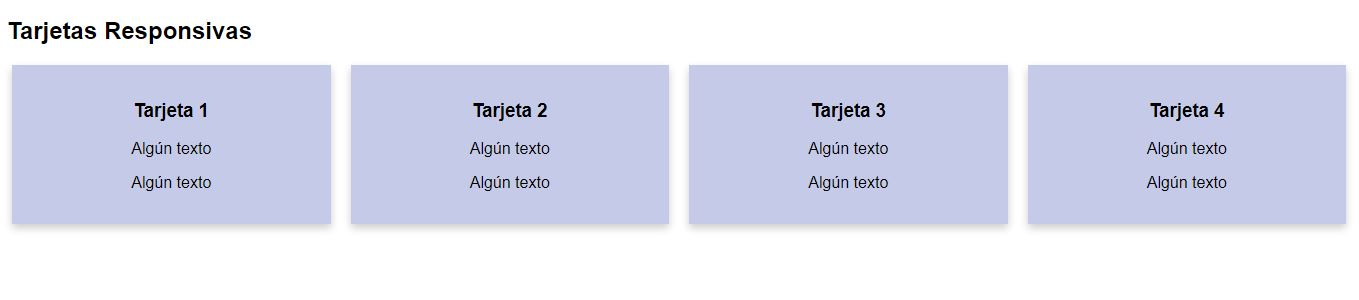 Tarjetas Responsivas
Tarjeta 1
Algún texto
Algún texto
Tarjeta 2
Algún texto
Algún texto
Tarjeta 3
Algún texto
Algún texto
Tarjeta 4
Algún texto
Algún texto